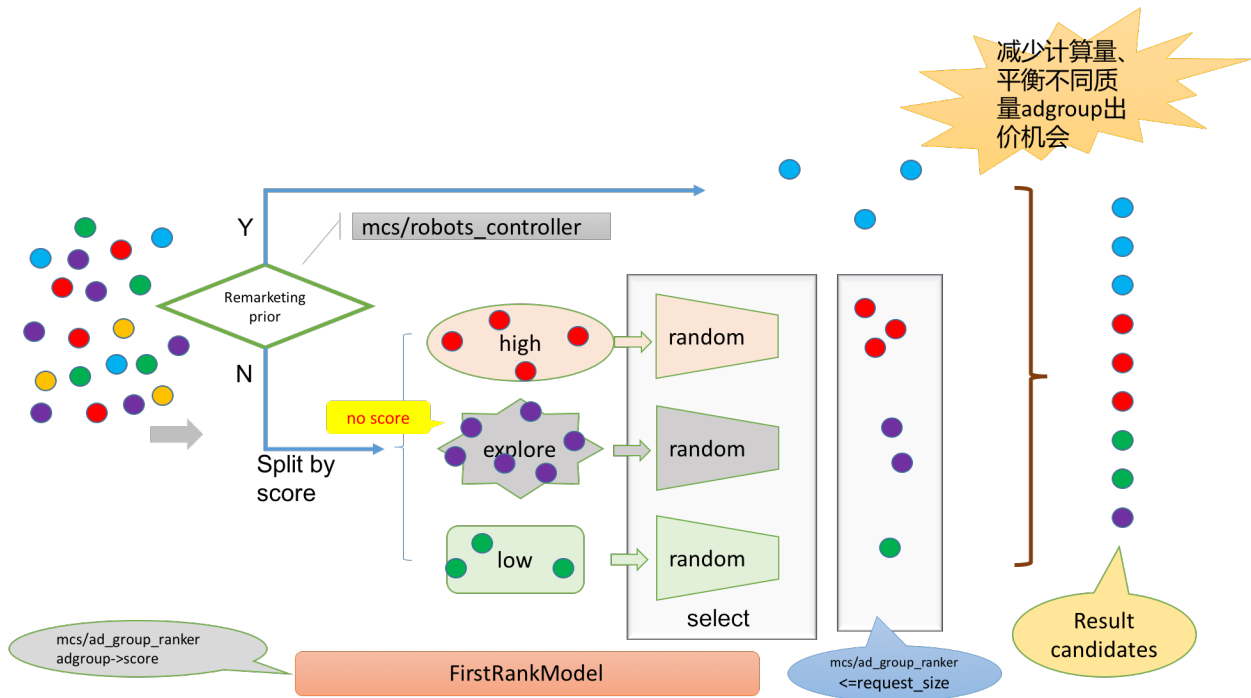 减少计算量、
平衡不同质
量adgroup出
价机会
Y
mcs/robots_controller
Remarketing
prior
N
no score
Split by
score
high
random
explore
random
low
random
select
mcs/ad_group_ranker
adgroup->score
FirstRankModel
mcs/ad_group_ranker
<=request_size
Result
candidates